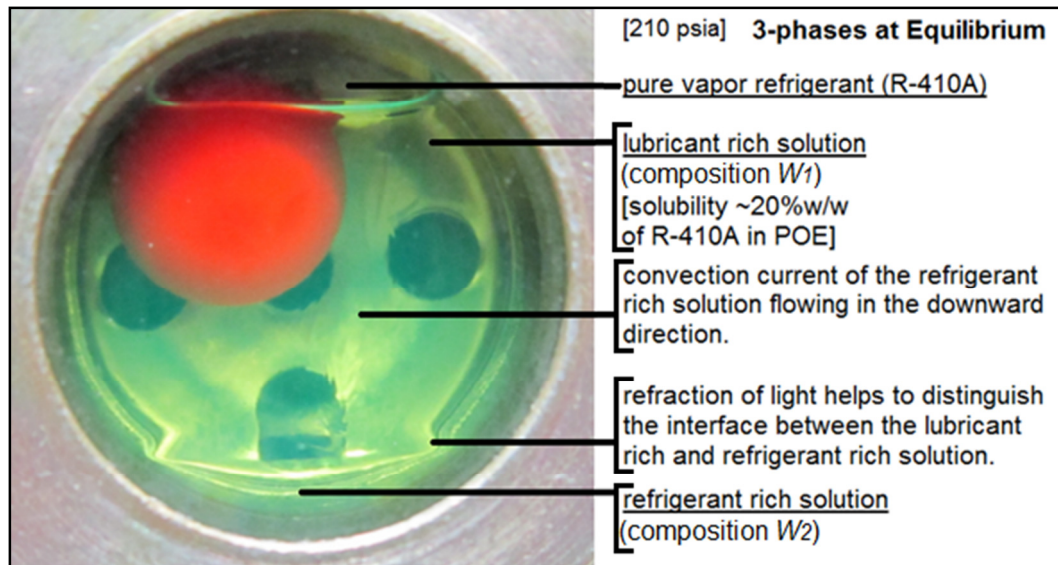 [210 psia] 3-phases at Equilibrium
pure vapor refrigerant (R-410A)
lubricant rich solution
(composition W1)
[solubility ~20%w/w
of R-410A in POE]
convection current of the refrigerant
rich solution flowing in the downward
direction.
refraction of light helps to distinguish
the interface between the lubricant
rich and refrigerant rich solution.
refrigerant rich solution
(composition W2)